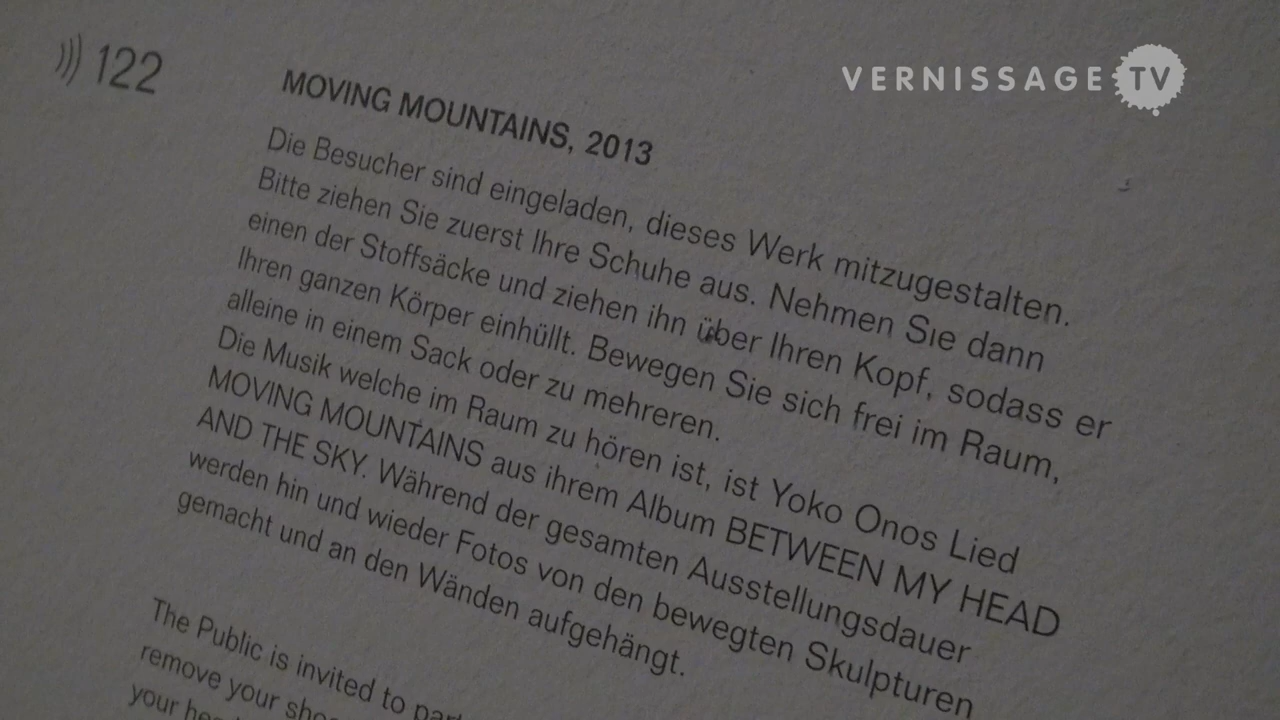 ))) 122
VERNISSAGE TV
MOVING MOUNTAINS, 2013
Die Besucher sind eingeladen, dieses Werk mitzugestalten.
Bitte ziehen Sie zuerst Ihre Schuhe aus. Nehmen Sie dann
einen der Stoffsäcke und ziehen ihn über Ihren Kopf, sodass er
Ihren ganzen Körper einhüllt. Bewegen Sie sich frei im Raum,
alleine in einem Sack oder zu mehreren.
Die Musik welche im Raum zu hören ist, ist Yoko Onos Lied
MOVING MOUNTAINS aus ihrem Album BETWEEN MY HEAD
AND THE SKY. Während der gesamten Ausstellungsdauer
werden hin und wieder Fotos von den bewegten Skulpturen
gemacht und an den Wänden aufgehängt.
The Public is invited to
remove your
your